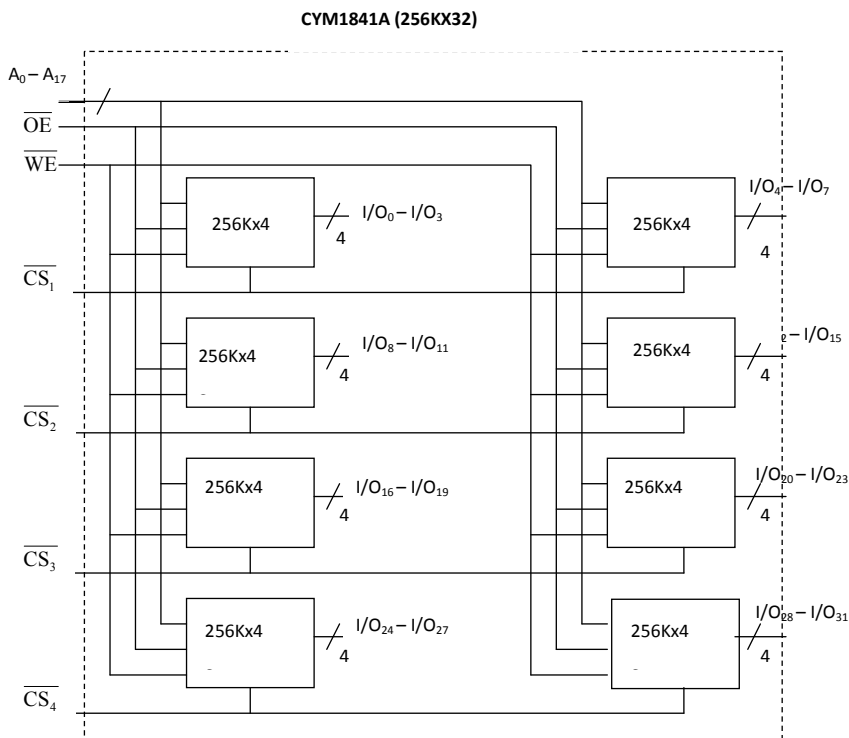 CYM1841A (256KX32)
A₀ – A₁₇
OE
WE
256Kx4
I/O₀ – I/O₃
4
256Kx4
I/O₄ – I/O₇
4
CS₁
256Kx4
I/O₈ – I/O₁₁
4
256Kx4
₂ – I/O₁₅
4
CS₂
256Kx4
I/O₁₆ – I/O₁₉
4
256Kx4
I/O₂₀ – I/O₂₃
4
CS₃
256Kx4
I/O₂₄ – I/O₂₇
4
256Kx4
I/O₂₈ – I/O₃₁
4
CS₄